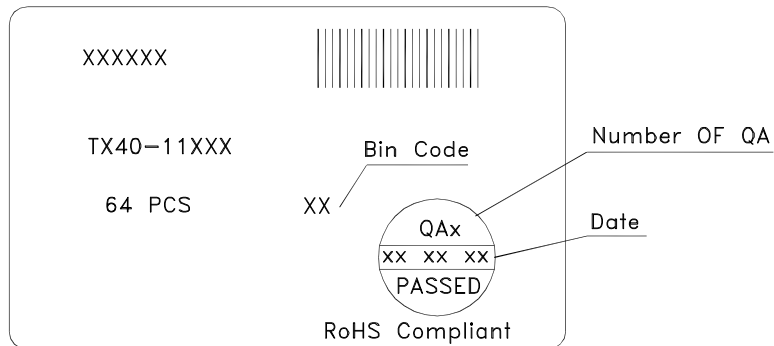 XXXXXX
TX40-11XXX
Bin Code
Number OF QA
64 PCS
XX
QAx
Date
xx xx xx
PASSED
RoHS Compliant